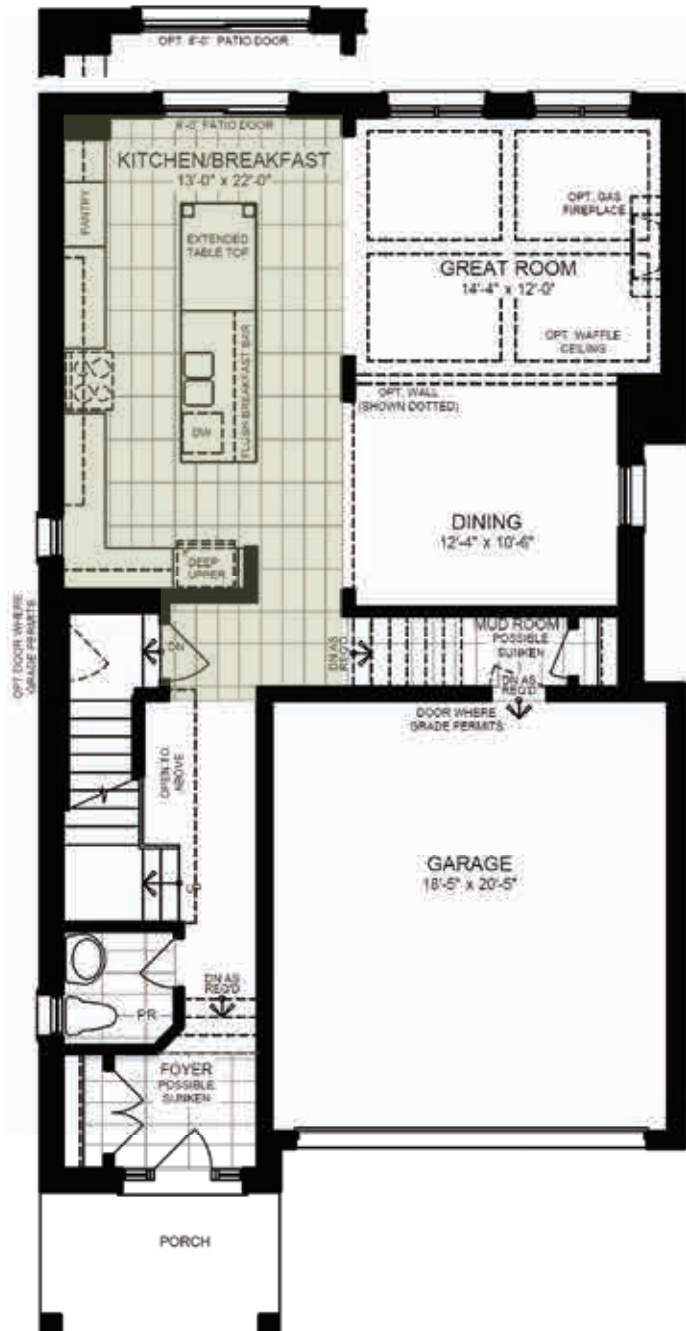 OPT. 8'-0" PATIO DOOR
6'-0" PATIO DOOR
KITCHEN/BREAKFAST
13'-0" x 22'-0"
PANTRY
EXTENDED
TABLE TOP
FLUSH BREAKFAST BAR
DW
DEEP
UPPER
OPT. GAS
FIREPLACE
GREAT ROOM
14'-4" x 12'-0"
OPT. WAFFLE
CEILING
OPT. WALL
(SHOWN DOTTED)
DINING
12'-4" x 10'-6"
OPT DOOR WHERE
GRADE PERMITS
DN
DN AS
REQ'D
MUD ROOM
POSSIBLE
SUNKEN
DN AS
REQ'D
DOOR WHERE
GRADE PERMITS
OPEN TO
ABOVE
UP
GARAGE
18'-5" x 20'-5"
PR
DN AS
REQ'D
FOYER
POSSIBLE
SUNKEN
PORCH